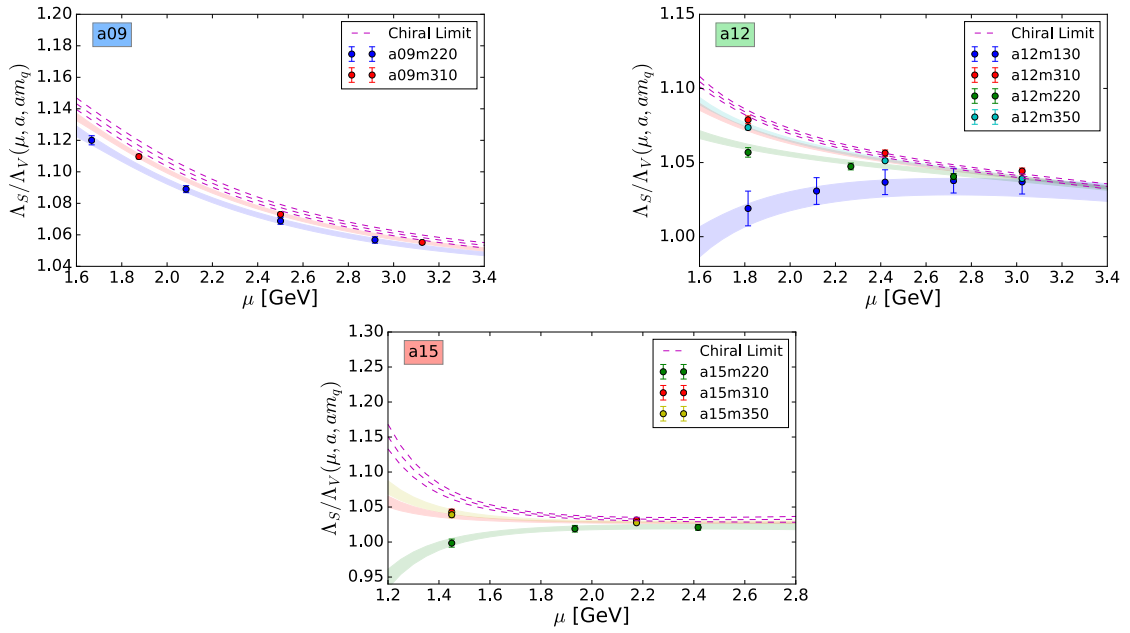 a09
Chiral Limit
a09m220
a09m310
1.20
1.18
1.16
1.14
1.12
1.10
1.08
1.06
1.04
Λ_S/Λ_V(μ, a, am_q)
1.6 1.8 2.0 2.2 2.4 2.6 2.8 3.0 3.2 3.4
μ [GeV]
a12
Chiral Limit
a12m130
a12m310
a12m220
a12m350
1.15
1.10
1.05
1.00
Λ_S/Λ_V(μ, a, am_q)
1.6 1.8 2.0 2.2 2.4 2.6 2.8 3.0 3.2 3.4
μ [GeV]
a15
Chiral Limit
a15m220
a15m310
a15m350
1.30
1.25
1.20
1.15
1.10
1.05
1.00
0.95
Λ_S/Λ_V(μ, a, am_q)
1.2 1.4 1.6 1.8 2.0 2.2 2.4 2.6 2.8
μ [GeV]